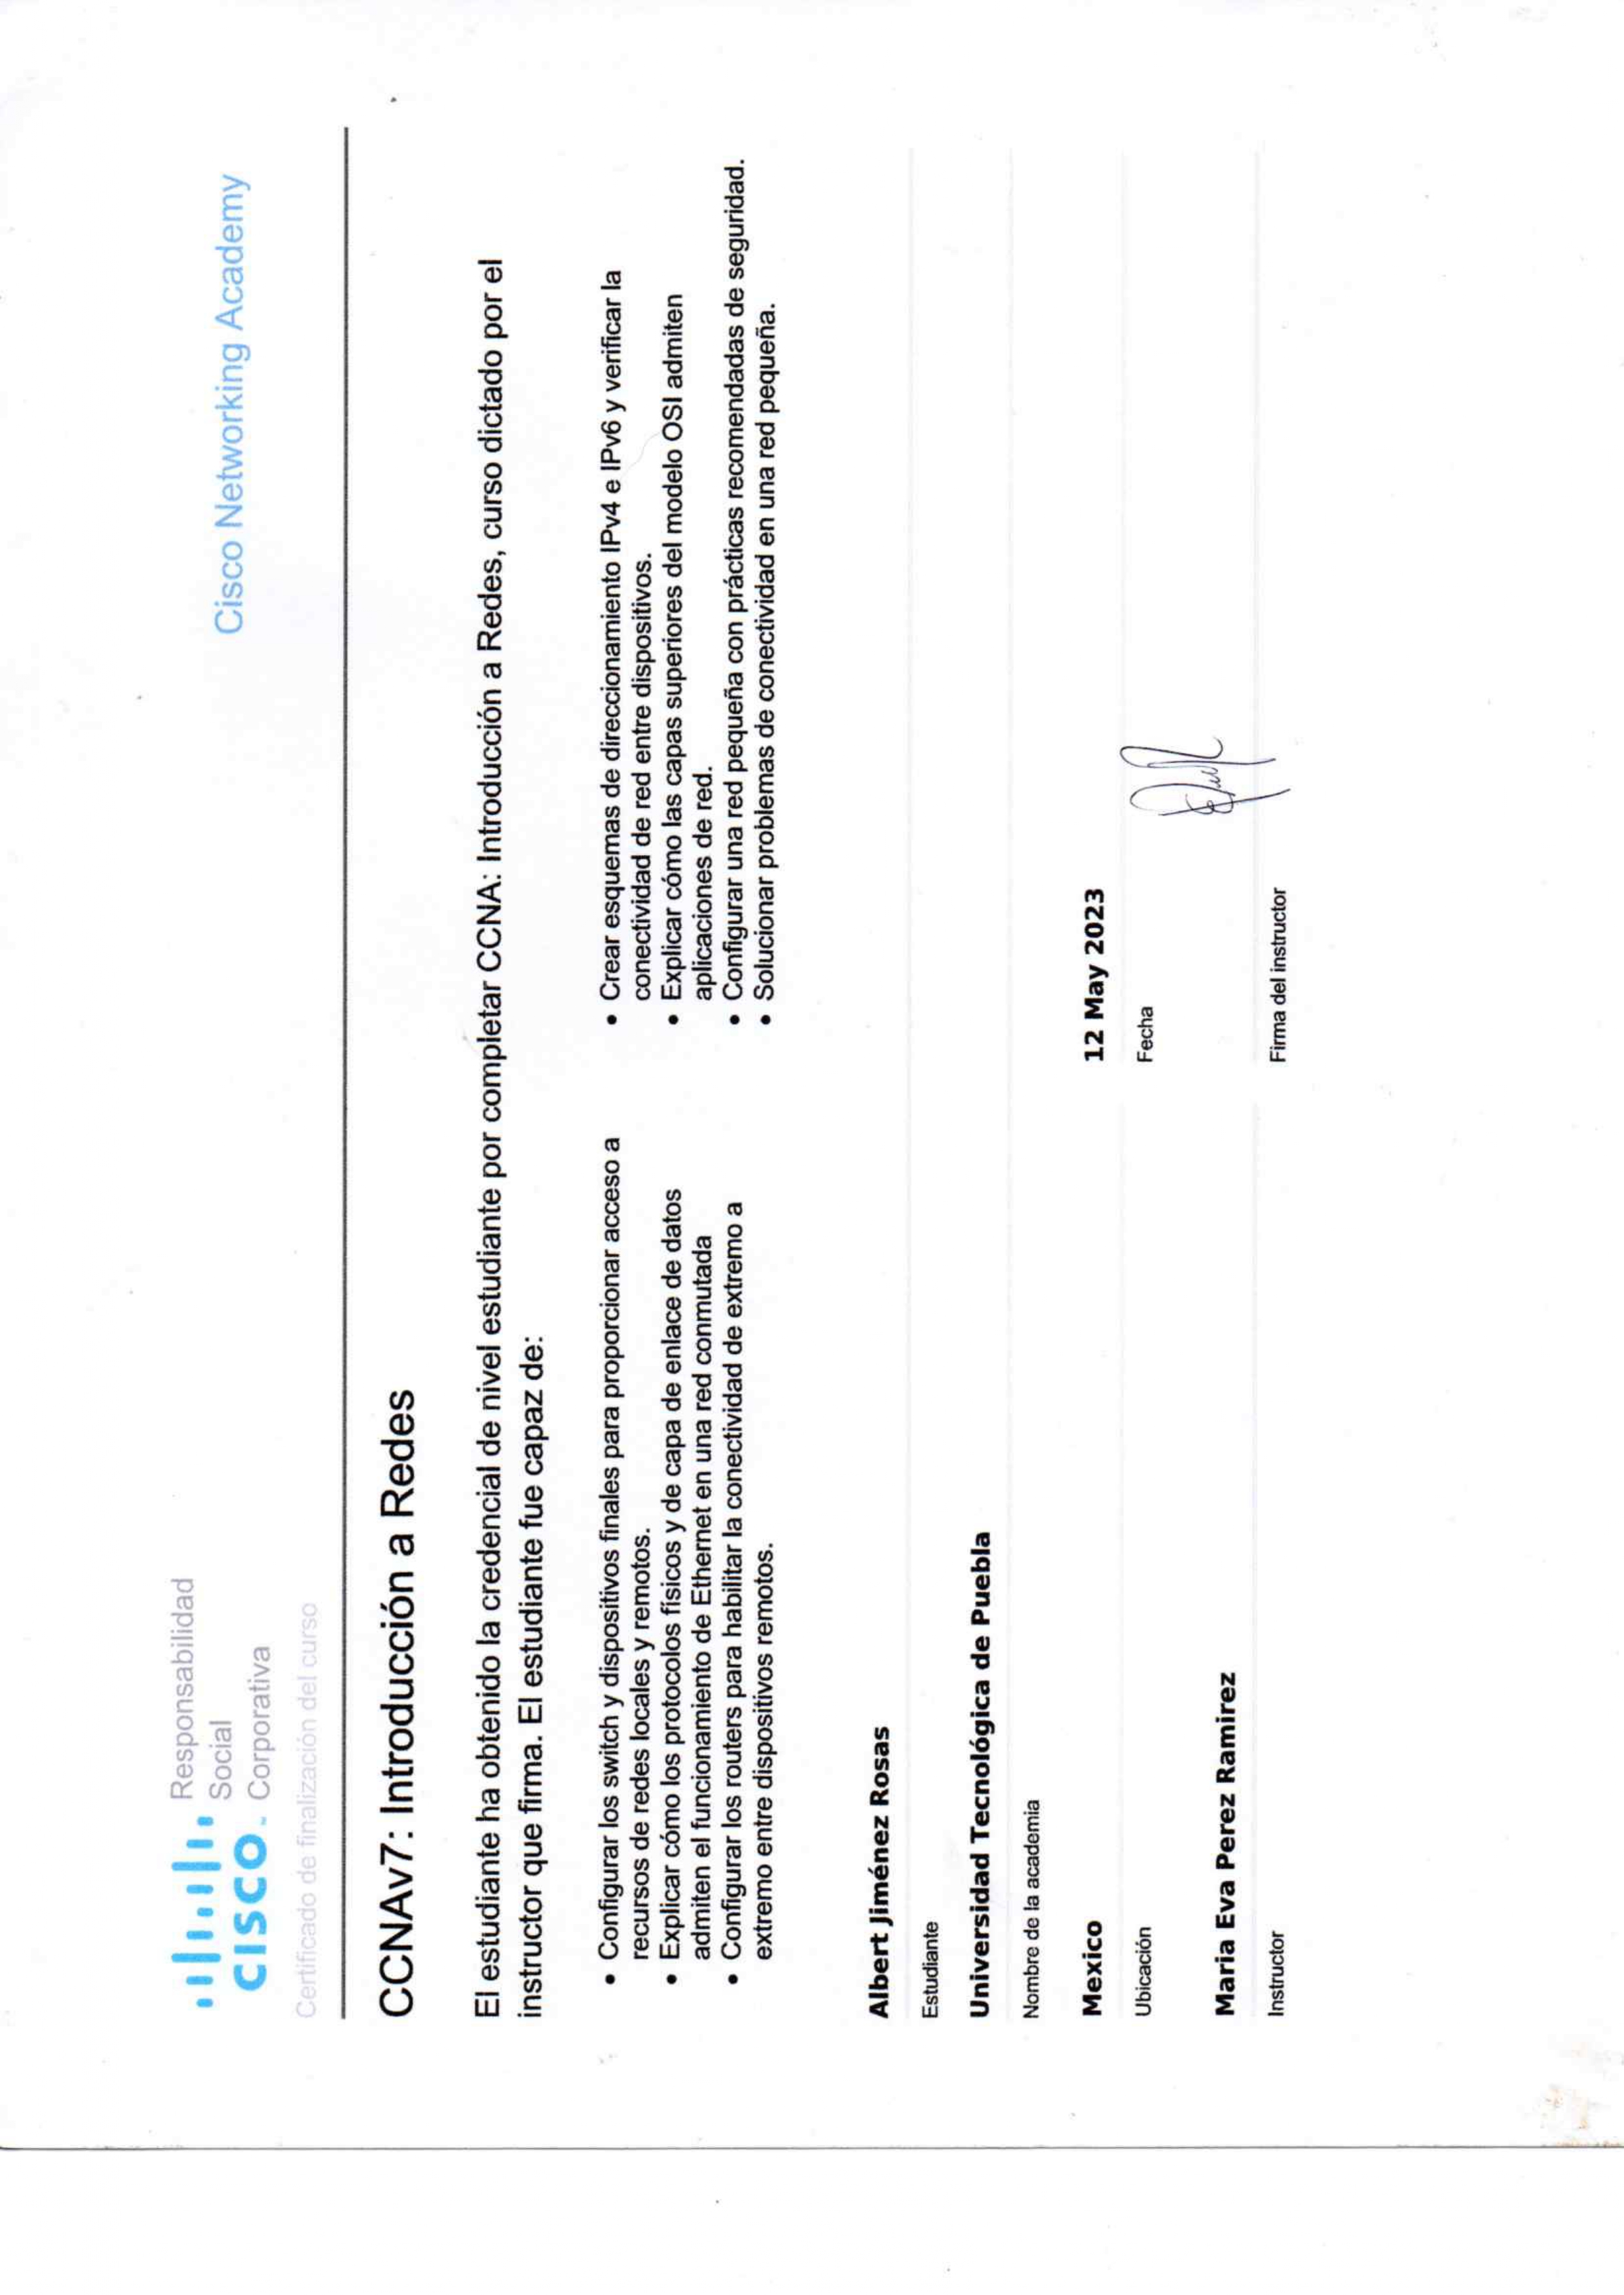 Responsabilidad
Social
CISCO Corporativa
Cisco Networking Academy
Certificado de finalización del curso
CCNAv7: Introducción a Redes
El estudiante ha obtenido la credencial de nivel estudiante por completar CCNA: Introducción a Redes, curso dictado por el
instructor que firma. El estudiante fue capaz de:
• Configurar los switch y dispositivos finales para proporcionar acceso a
recursos de redes locales y remotos.
• Explicar cómo los protocolos físicos y de capa de enlace de datos
admiten el funcionamiento de Ethernet en una red conmutada
• Configurar los routers para habilitar la conectividad de extremo a
extremo entre dispositivos remotos.
• Crear esquemas de direccionamiento IPv4 e IPv6 y verificar la
conectividad de red entre dispositivos.
• Explicar cómo las capas superiores del modelo OSI admiten
aplicaciones de red.
• Configurar una red pequeña con prácticas recomendadas de seguridad.
• Solucionar problemas de conectividad en una red pequeña.
Albert Jiménez Rosas
Estudiante
Universidad Tecnológica de Puebla
Nombre de la academia
Mexico
Ubicación
12 May 2023
Fecha
Maria Eva Perez Ramirez
Instructor
Firma del instructor